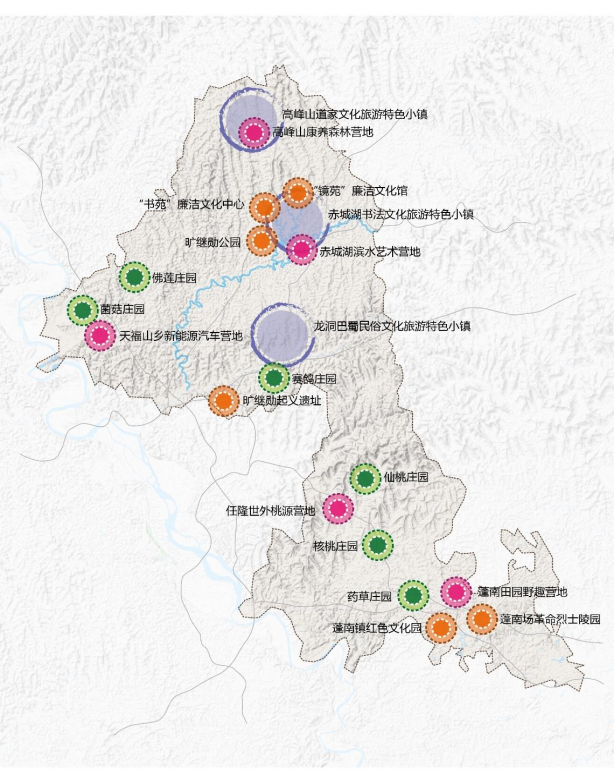 高峰山道家文化旅游特色小镇
高峰山康养森林营地
“镜苑”廉洁文化馆
“书苑”廉洁文化中心
赤城湖书法文化旅游特色小镇
旷继勋公园
赤城湖滨水艺术营地
佛莲庄园
菌菇庄园
龙洞巴蜀民俗文化旅游特色小镇
天福山乡新能源汽车营地
赛鸽庄园
旷继勋起义遗址
仙桃庄园
任隆世外桃源营地
核桃庄园
蓬南田园野趣营地
药草庄园
蓬南场革命烈士陵园
蓬南镇红色文化园